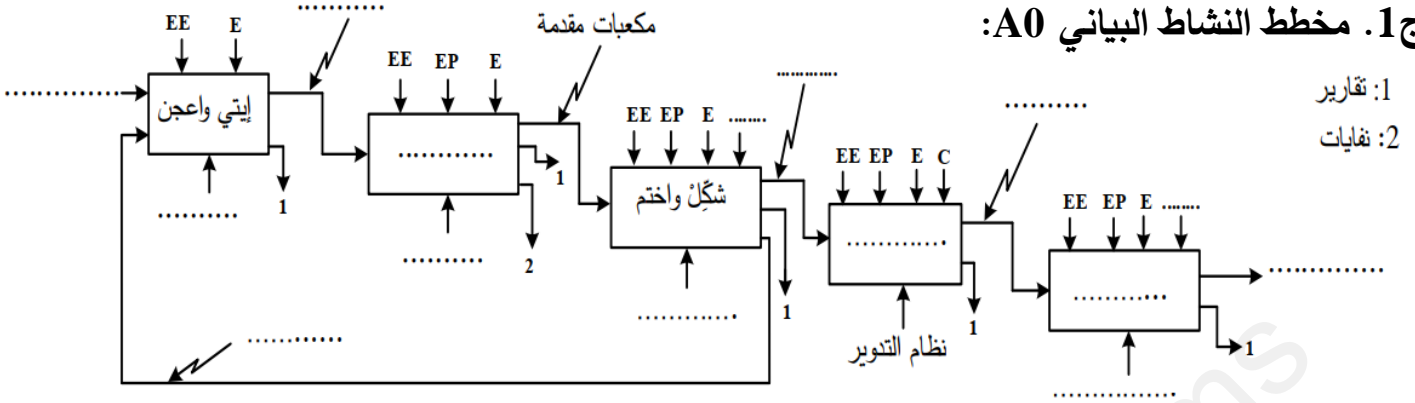 ج1. مخطط النشاط البياني A0:
1: تقارير
2: نفايات
...........
EE E
..............
إيتي واعجن
1
..........
مكعبات مقدمة
EE EP E
............
1
2
..........
.............
EE EP E ........
شكِّلْ واختم
1
............
............
..........
EE EP E C
............
1
نظام التدوير
EE EP E ........
............
..............
1
...............